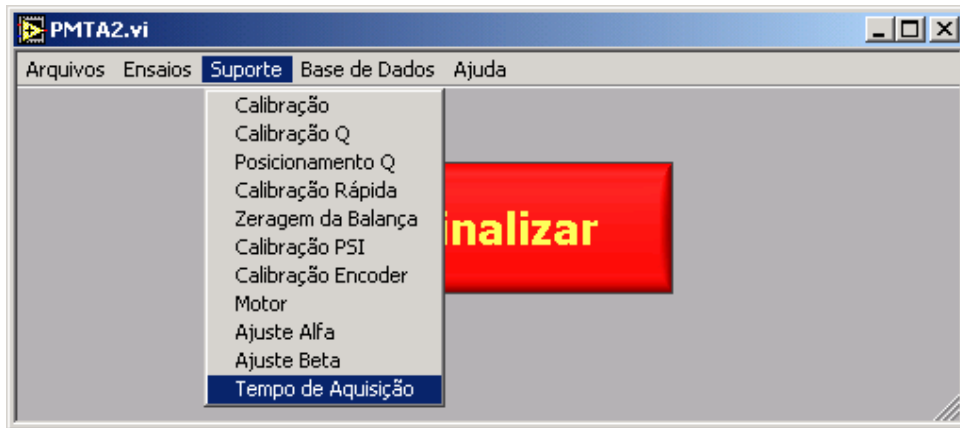 PMTA2.vi
Arquivos Ensaios Suporte Base de Dados Ajuda
Calibração
Calibração Q
Posicionamento Q
Calibração Rápida
Zeragem da Balança
inalizar
Calibração PSI
Calibração Encoder
Motor
Ajuste Alfa
Ajuste Beta
Tempo de Aquisição